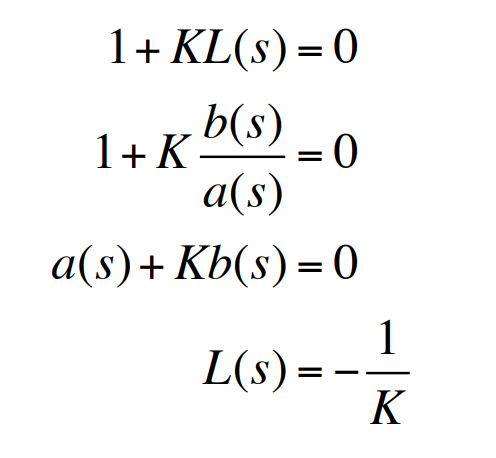 1 + KL(s) = 0
1 + K b(s)/a(s) = 0
a(s) + Kb(s) = 0
L(s) = − 1/K